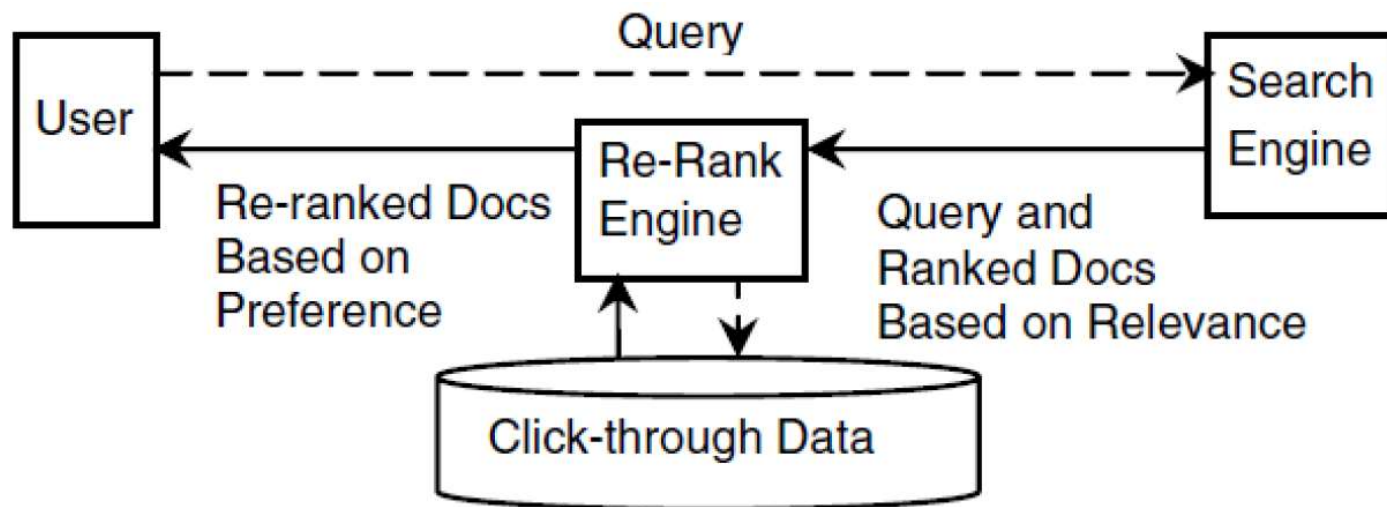 Query
User
Search
Engine
Re-Rank
Engine
Re-ranked Docs
Based on
Preference
Query and
Ranked Docs
Based on Relevance
Click-through Data